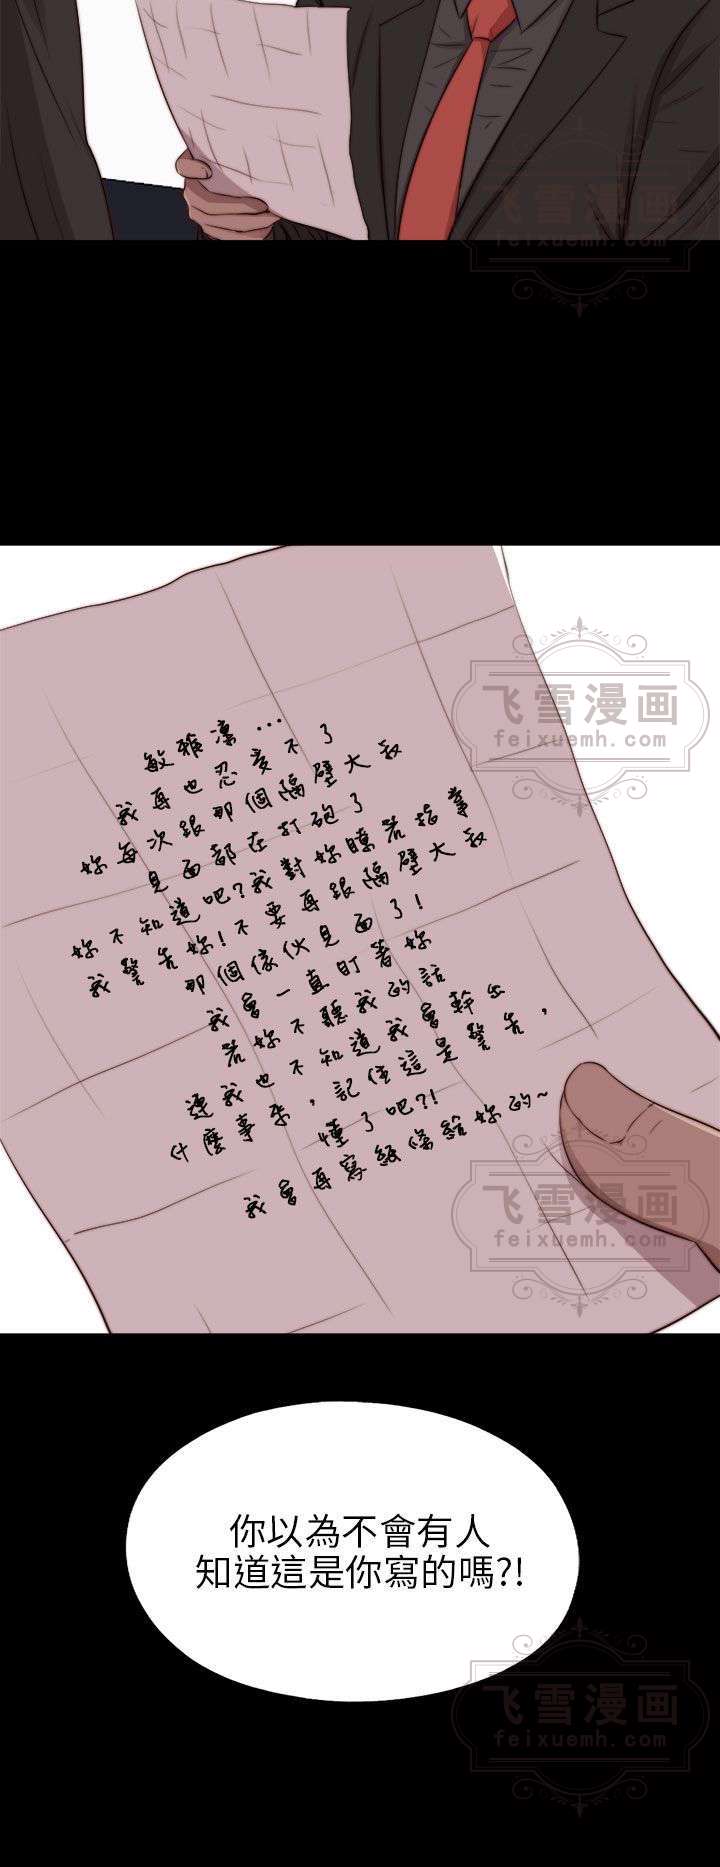 飞雪漫画
feixuemh.com
敏雅凛…
我再也忍受不了
妳每次跟那個隔壁大叔
見面都在打砲了
妳不知道吧?我對妳瞭若指掌
我警告妳!不要再跟隔壁大叔
那個傢伙見面了!
我會一直盯著妳
若妳不聽我的話
連我也不知道我會幹出
什麼事來,記住這是警告,
懂了吧?!
我會再寫紙條給妳的~
飞雪漫画
feixuemh.com
飞雪漫画
feixuemh.com
你以為不會有人
知道這是你寫的嗎?!
飞雪漫画
feixuemh.com